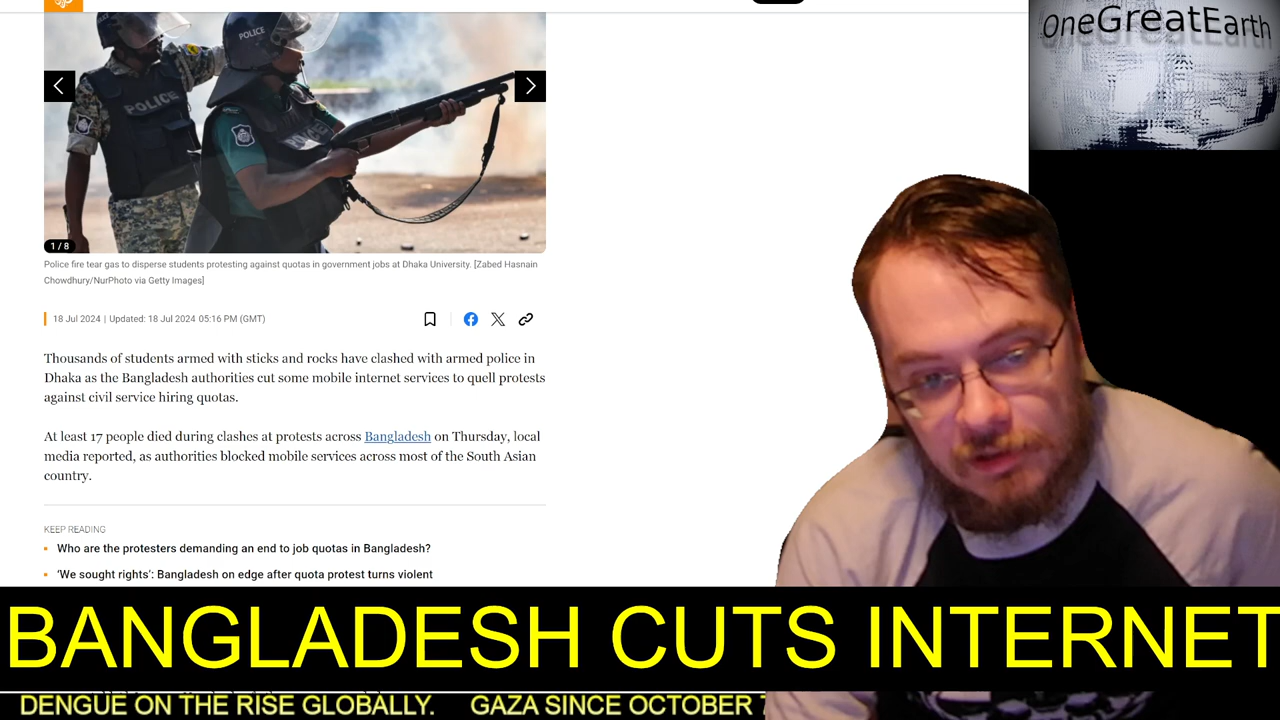 OneGreatEarth
POLICE
POLICE
POLICE
1 / 8
Police fire tear gas to disperse students protesting against quotas in government jobs at Dhaka University. [Zabed Hasnain
Chowdhury/NurPhoto via Getty Images]
18 Jul 2024 | Updated: 18 Jul 2024 05:16 PM (GMT)
Thousands of students armed with sticks and rocks have clashed with armed police in
Dhaka as the Bangladesh authorities cut some mobile internet services to quell protests
against civil service hiring quotas.
At least 17 people died during clashes at protests across Bangladesh on Thursday, local
media reported, as authorities blocked mobile services across most of the South Asian
country.
KEEP READING
Who are the protesters demanding an end to job quotas in Bangladesh?
‘We sought rights’: Bangladesh on edge after quota protest turns violent
BANGLADESH CUTS INTERNET
DENGUE ON THE RISE GLOBALLY. GAZA SINCE OCTOBER 7